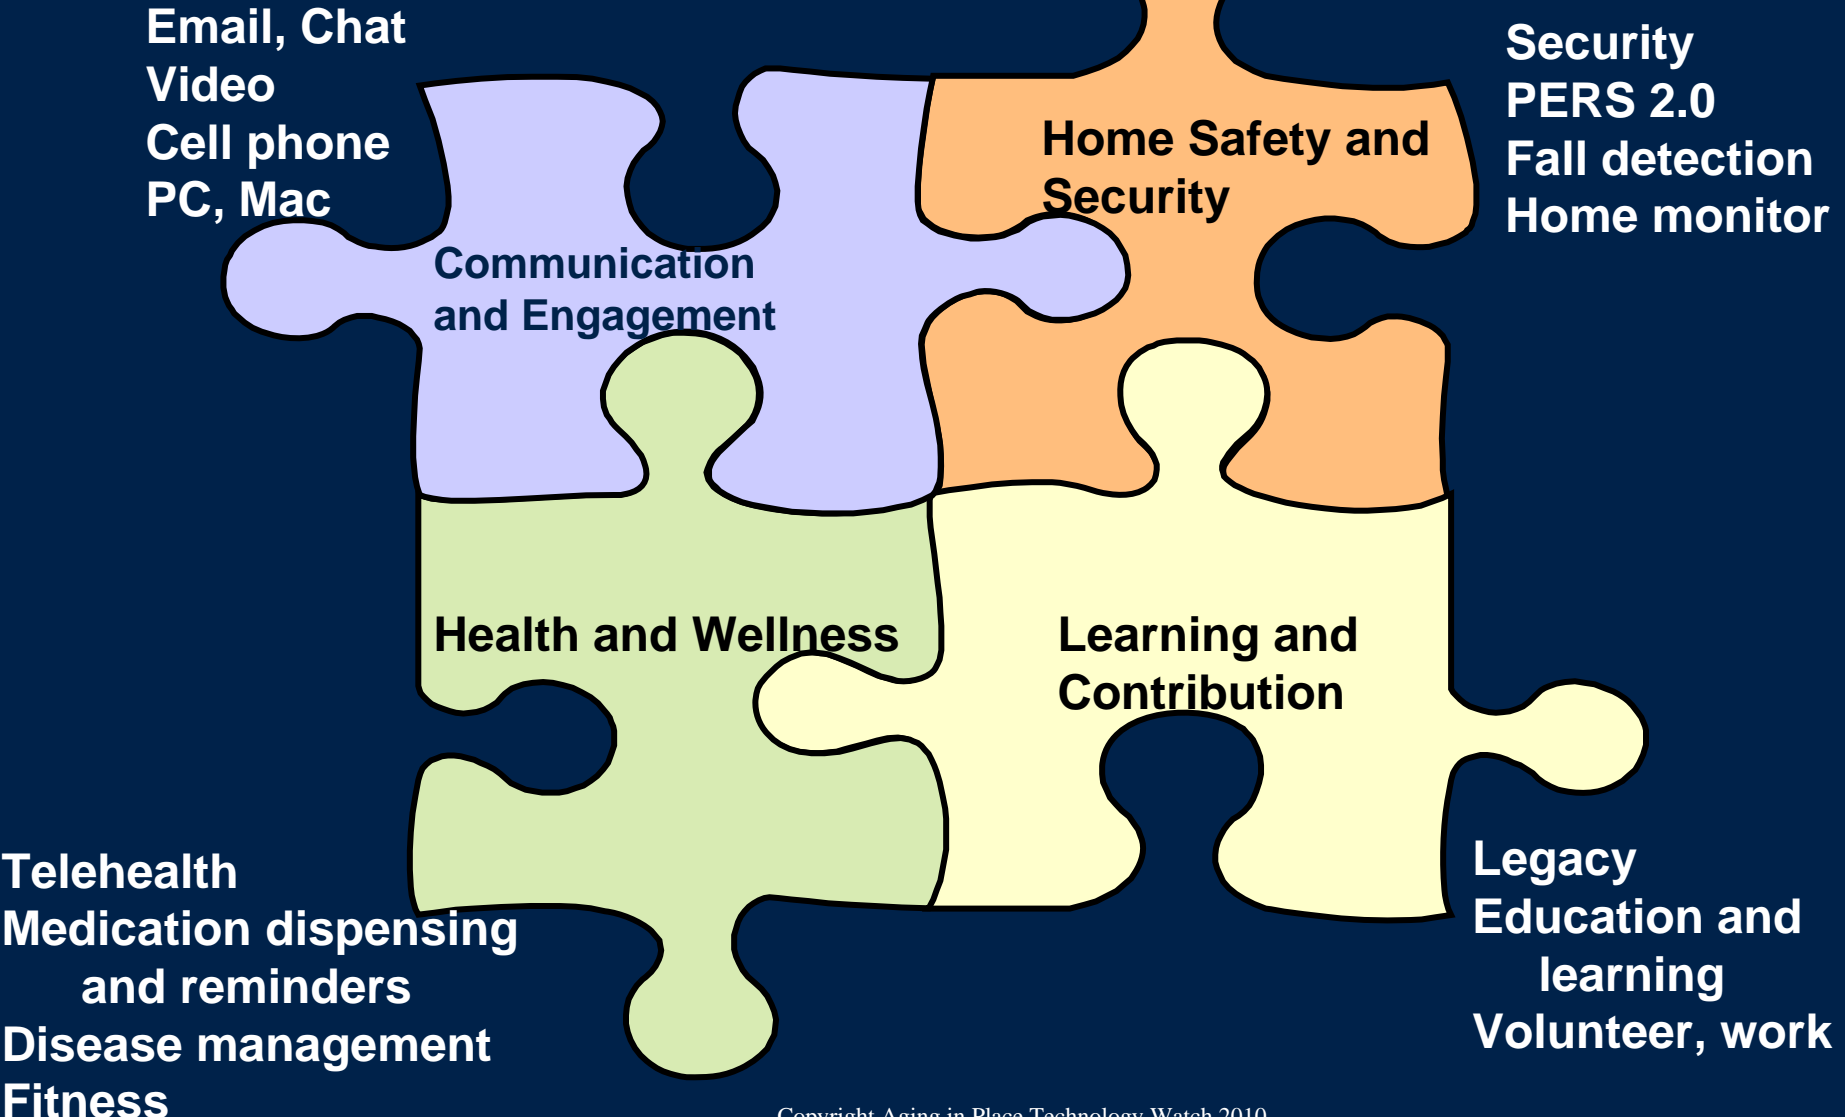 Email, Chat
Video
Cell phone
PC, Mac
Security
PERS 2.0
Fall detection
Home monitor
Home Safety and
Security
Communication
and Engagement
Health and Wellness
Learning and
Contribution
Telehealth
Medication dispensing
and reminders
Disease management
Fitness
Legacy
Education and
learning
Volunteer, work
Copyright Aging in Place Technology Watch 2010